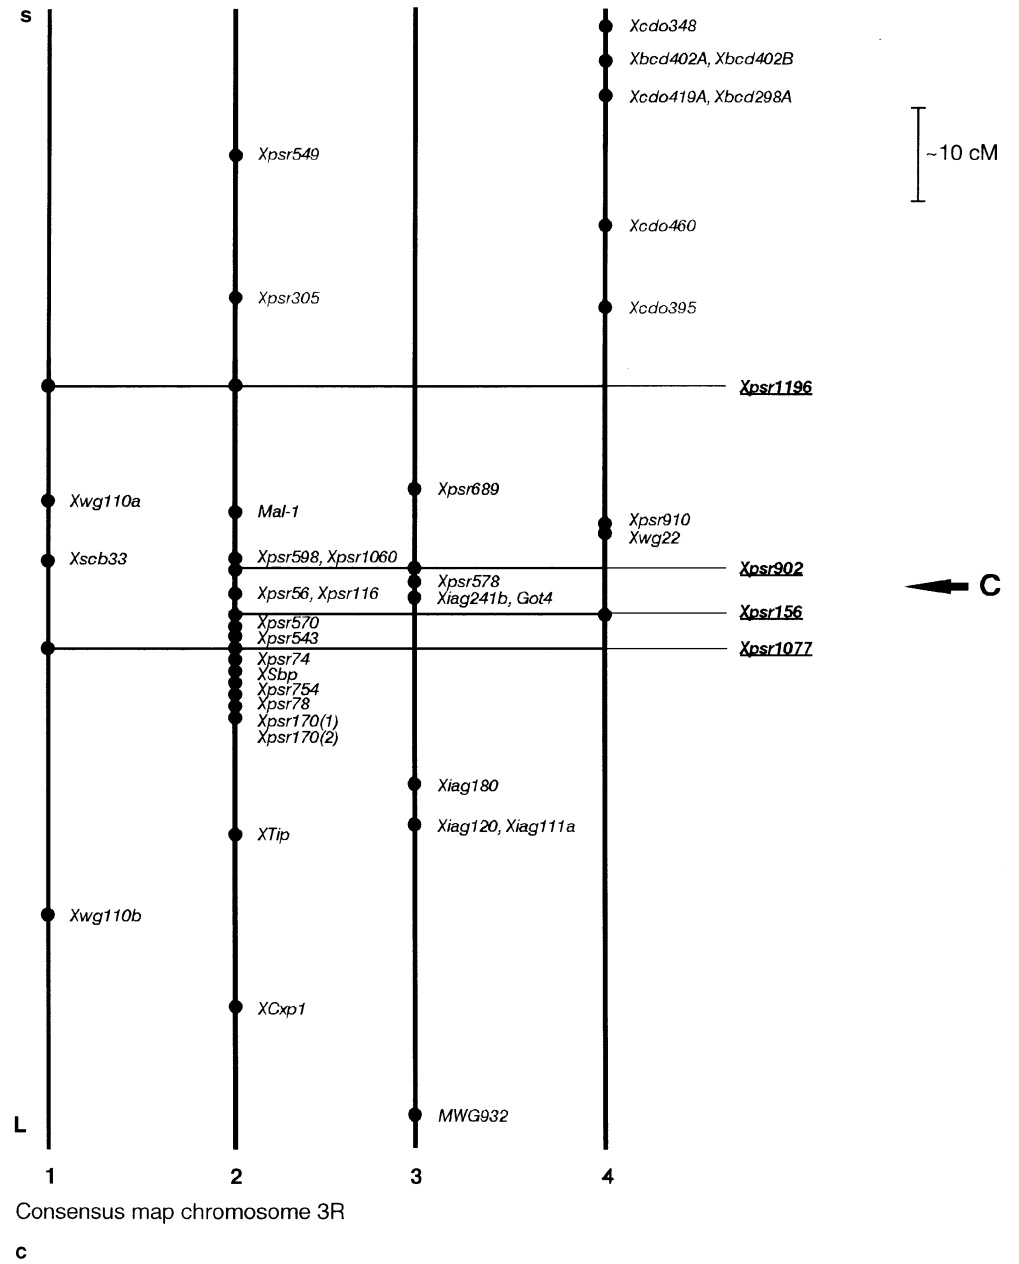 s
Xcdo348
Xbcd402A, Xbcd402B
Xcdo419A, Xbcd298A
Xpsr549
~10 cM
Xcdo460
Xpsr305
Xcdo395
Xpsr1196
Xpsr689
Xwg110a
Mal-1
Xpsr910
Xwg22
Xscb33
Xpsr598, Xpsr1060
Xpsr902
Xpsr578
C
Xpsr56, Xpsr116
Xiag241b, Got4
Xpsr156
Xpsr570
Xpsr543
Xpsr1077
Xpsr74
XSbp
Xpsr754
Xpsr78
Xpsr170(1)
Xpsr170(2)
Xiag180
Xiag120, Xiag111a
XTip
Xwg110b
XCxp1
MWG932
L
1 2 3 4
Consensus map chromosome 3R
c